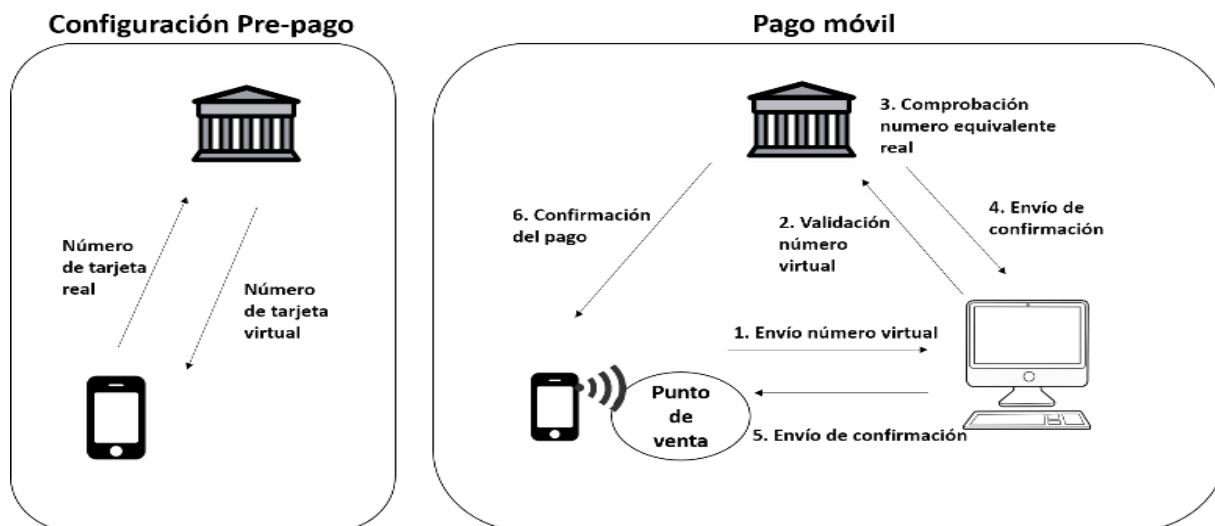 Configuración Pre-pago
Número
de tarjeta
real
Número
de tarjeta
virtual
Pago móvil
3. Comprobación
numero equivalente
real
6. Confirmación
del pago
2. Validación
número
virtual
4. Envío de
confirmación
1. Envío número virtual
Punto
de
venta
5. Envío de confirmación